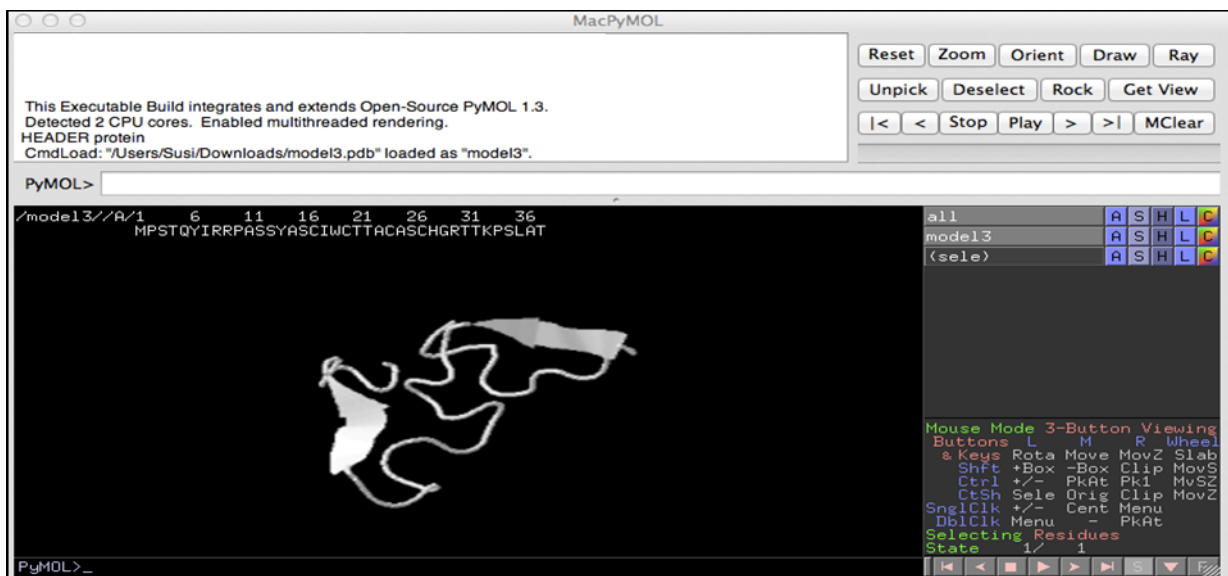 MacPyMOL
This Executable Build integrates and extends Open-Source PyMOL 1.3.
Detected 2 CPU cores.  Enabled multithreaded rendering.
HEADER protein
CmdLoad: "/Users/Susi/Downloads/model3.pdb" loaded as "model3".
Reset Zoom Orient Draw Ray
Unpick Deselect Rock Get View
|< < Stop Play > >| MClear
PyMOL>
/model3//A/1 6 11 16 21 26 31 36
MPSTQYIRRPASSYASCIWCTTACASCHGRTTKPSLAT
all A S H L C
model3 A S H L C
(sele) A S H L C
Mouse Mode 3-Button Viewing
Buttons L M R Wheel
& Keys Rota Move MovZ Slab
Shft +Box -Box Clip MovS
Ctrl +/- PkAt Pk1 MvSZ
CtSh Sele Orig Clip MovZ
SnglClk +/- Cent Menu
DblClk Menu - PkAt
Selecting Residues
State 1/ 1
PyMOL>_
S F